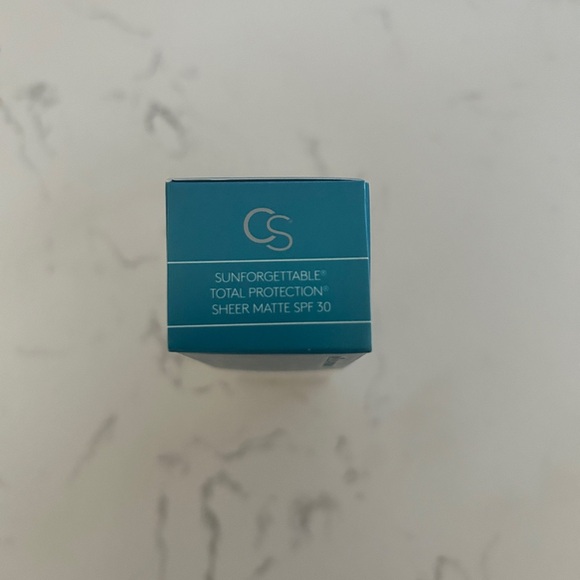 CS
SUNFORGETTABLE®
TOTAL PROTECTION®
SHEER MATTE SPF 30